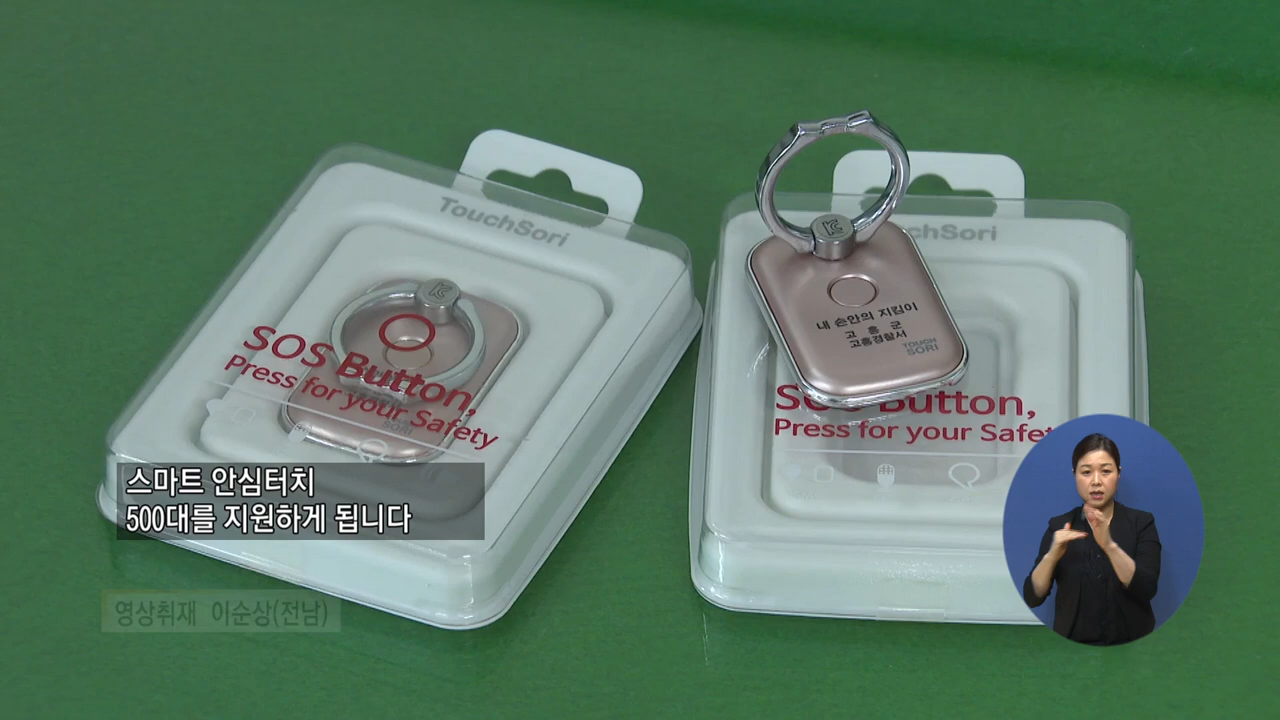 TouchSori
SOS Button,
Press for your Safety
chSori
내 손안의 지킴이
고 흥 군
고흥경찰서
TOUCH
SORI
SOS Button,
Press for your Safet
스마트 안심터치
500대를 지원하게 됩니다
영상취재 이순상(전남)